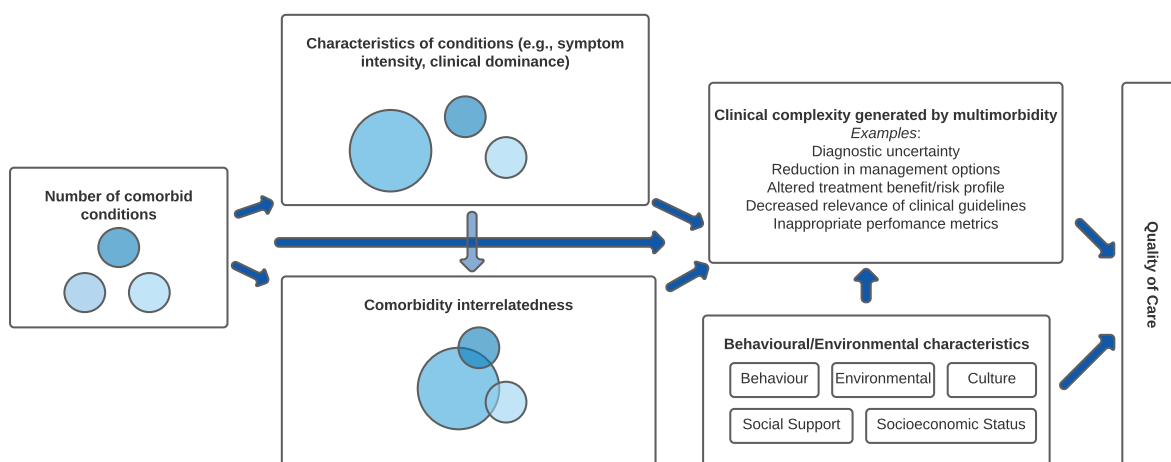 Number of comorbid
conditions
Characteristics of conditions (e.g., symptom
intensity, clinical dominance)
Comorbidity interrelatedness
Clinical complexity generated by multimorbidity
Examples:
Diagnostic uncertainty
Reduction in management options
Altered treatment benefit/risk profile
Decreased relevance of clinical guidelines
Inappropriate perfomance metrics
Behavioural/Environmental characteristics
Behaviour
Environmental
Culture
Social Support
Socioeconomic Status
Quality of Care